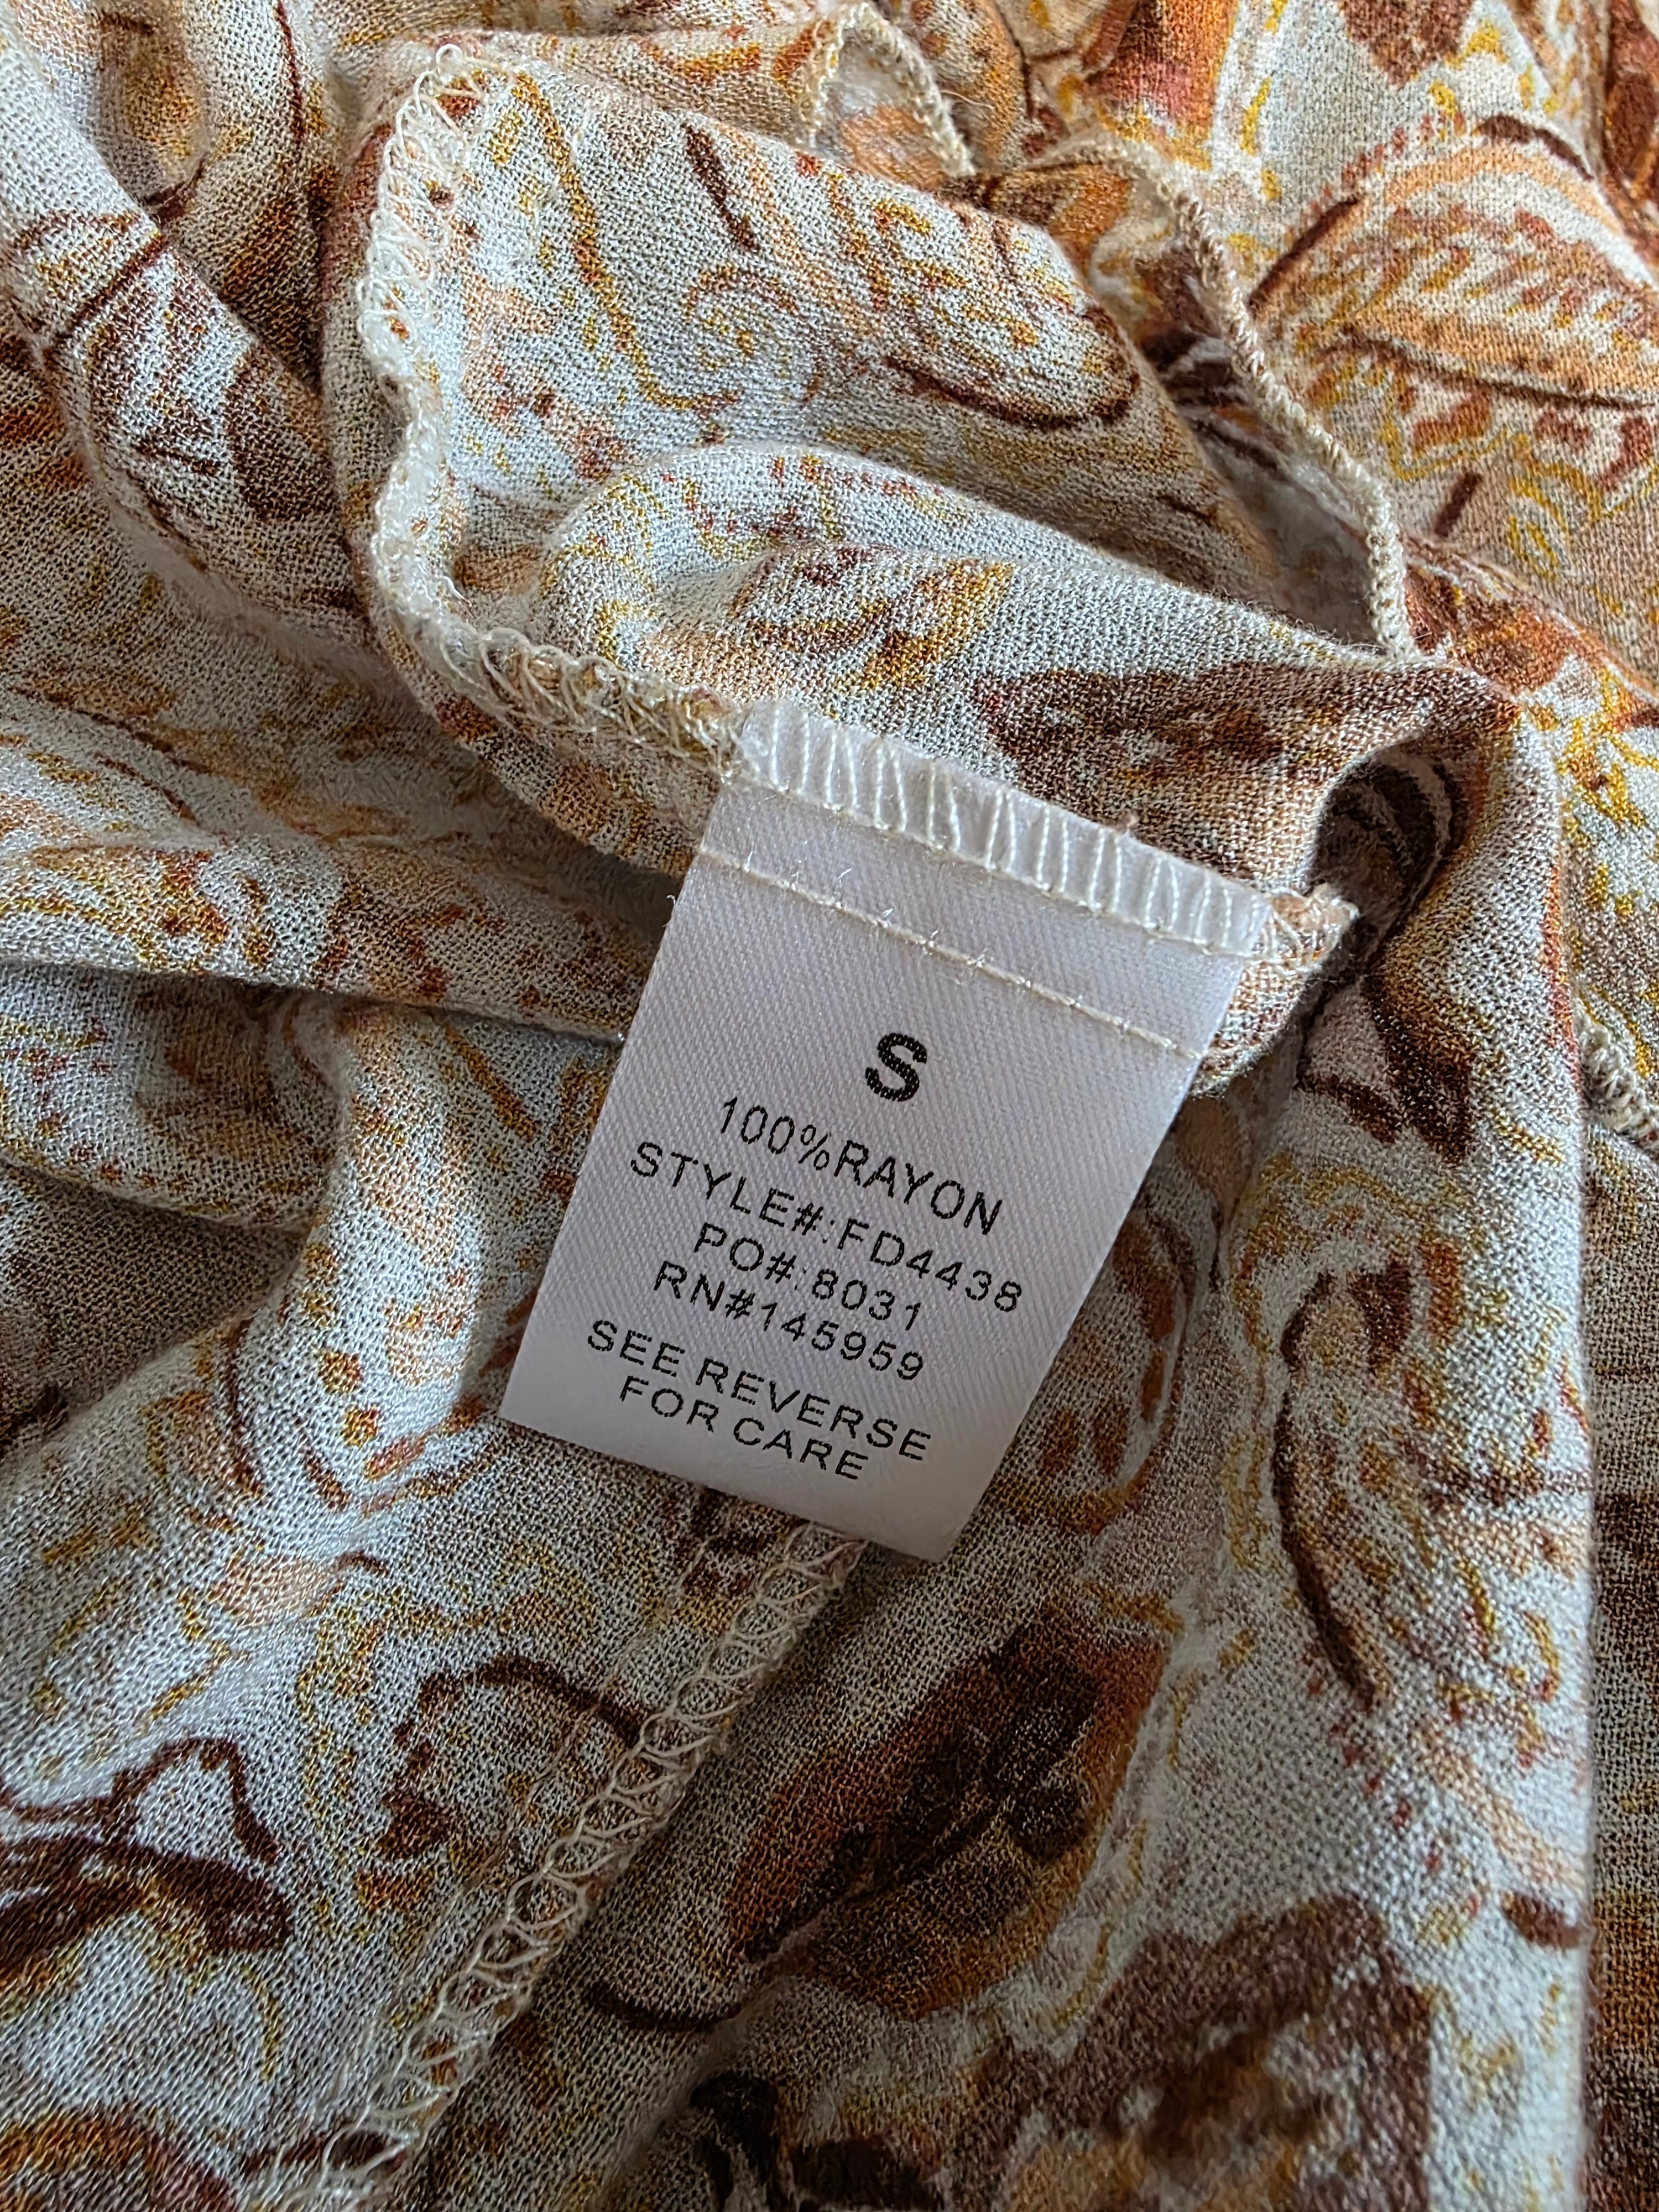 S
100%RAYON
STYLE#:FD4438
PO#:8031
RN#145959
SEE REVERSE
FOR CARE